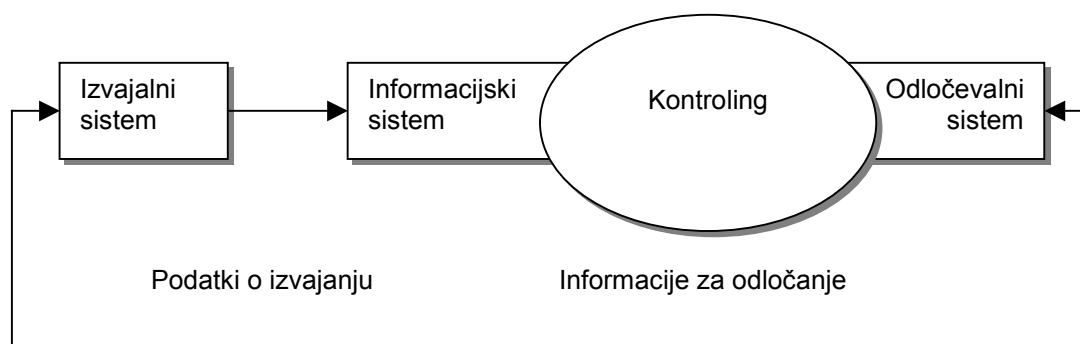 Izvajalni
sistem
Informacijski
sistem
Kontroling
Odločevalni
sistem
Podatki o izvajanju
Informacije za odločanje